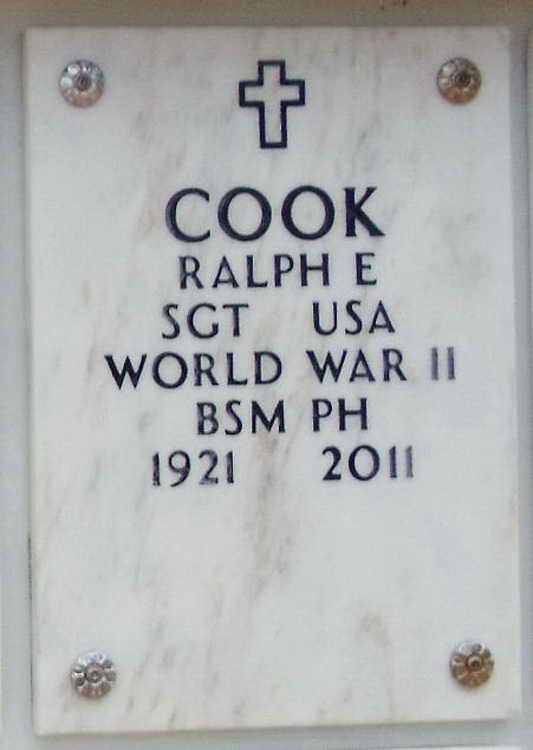 COOK
RALPH E
SGT USA
WORLD WAR II
BSM PH
1921 2011